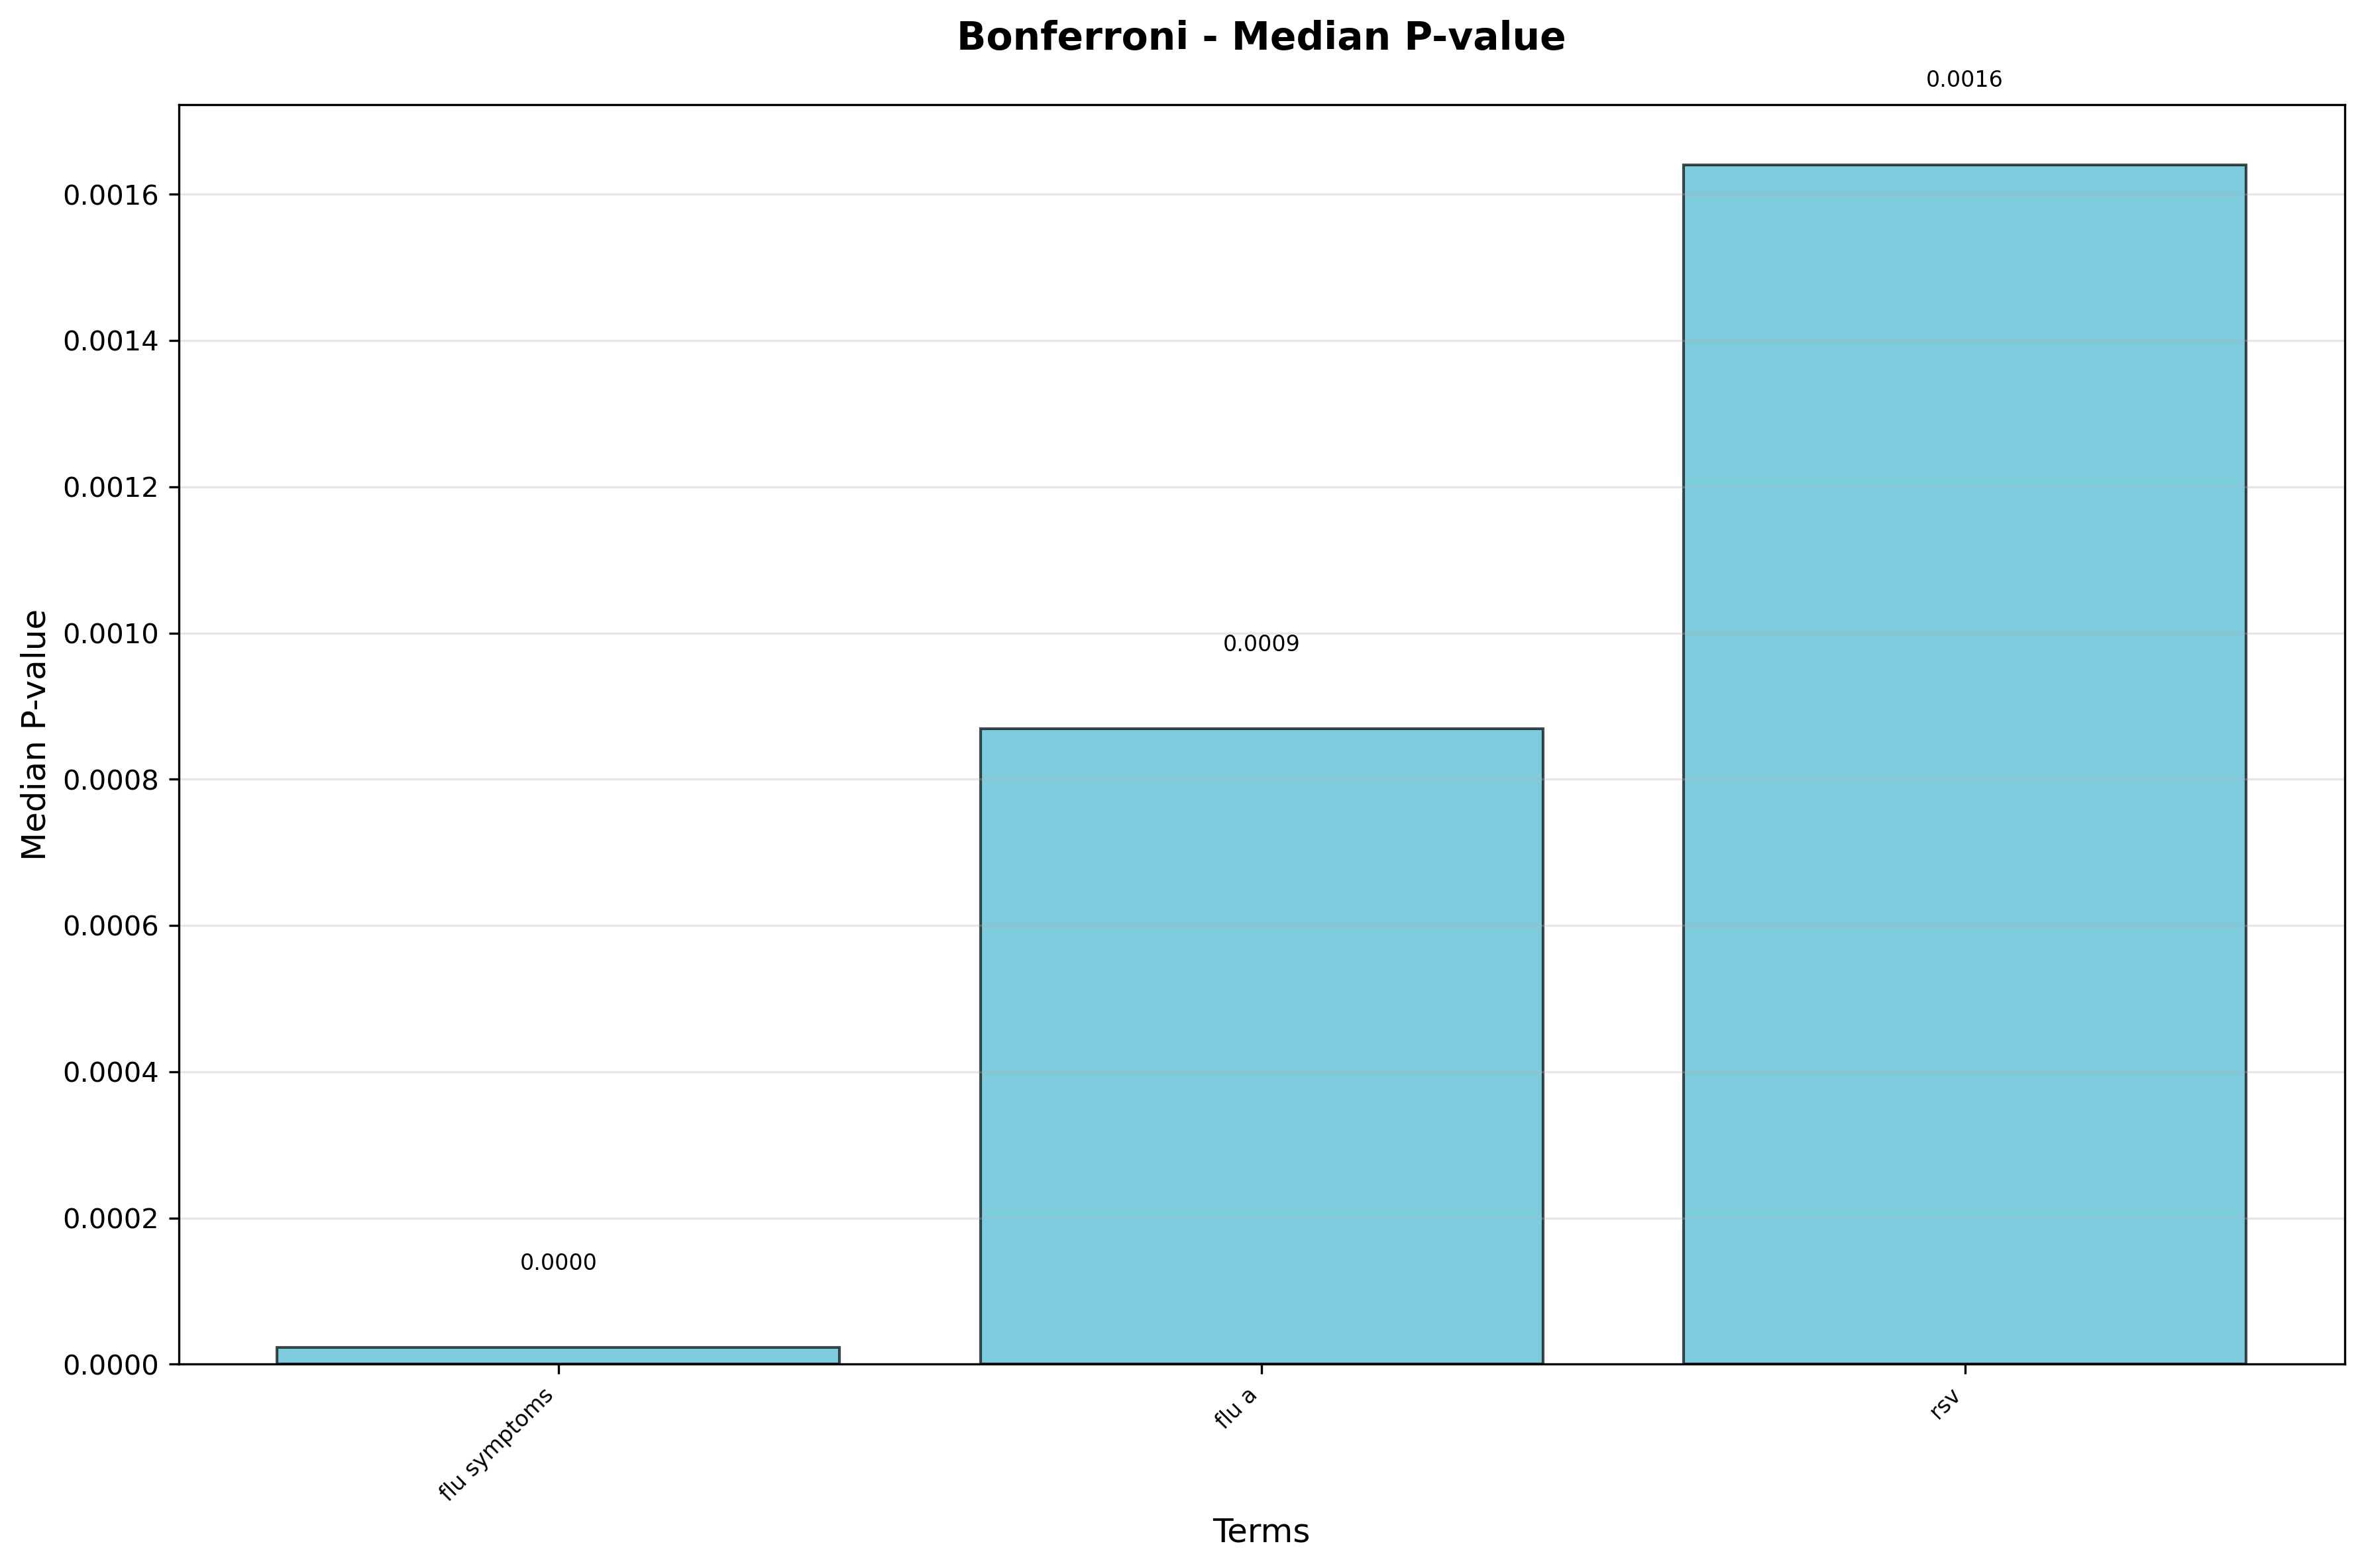 Bonferroni - Median P-value
0.0016
0.0016
0.0014
0.0012
0.0010
0.0009
0.0008
0.0006
0.0004
0.0002
0.0000
0.0000
Median P-value
flu symptoms
flu a
rsv
Terms